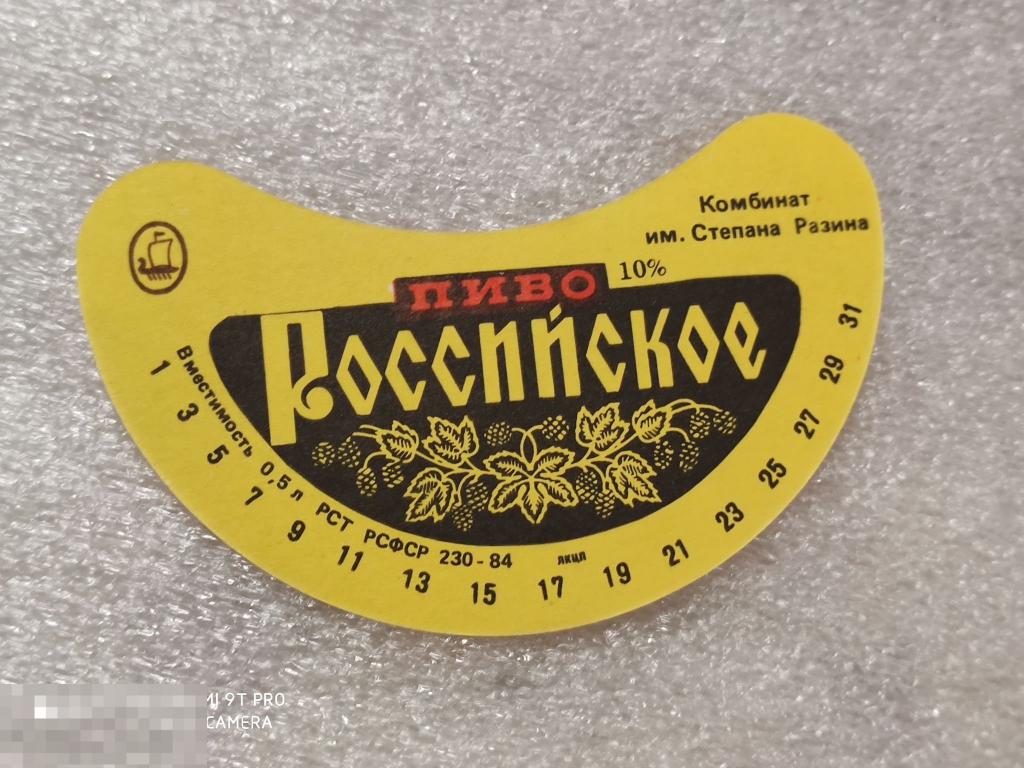 Комбинат
им. Степана Разина
ПИВО 10%
Российское
Вместимость 0,5 л РСТ РСФСР 230-84 ЯКЦП
1 3 5 7 9 11 13 15 17 19 21 23 25 27 29 31
MI 9T PRO
CAMERA